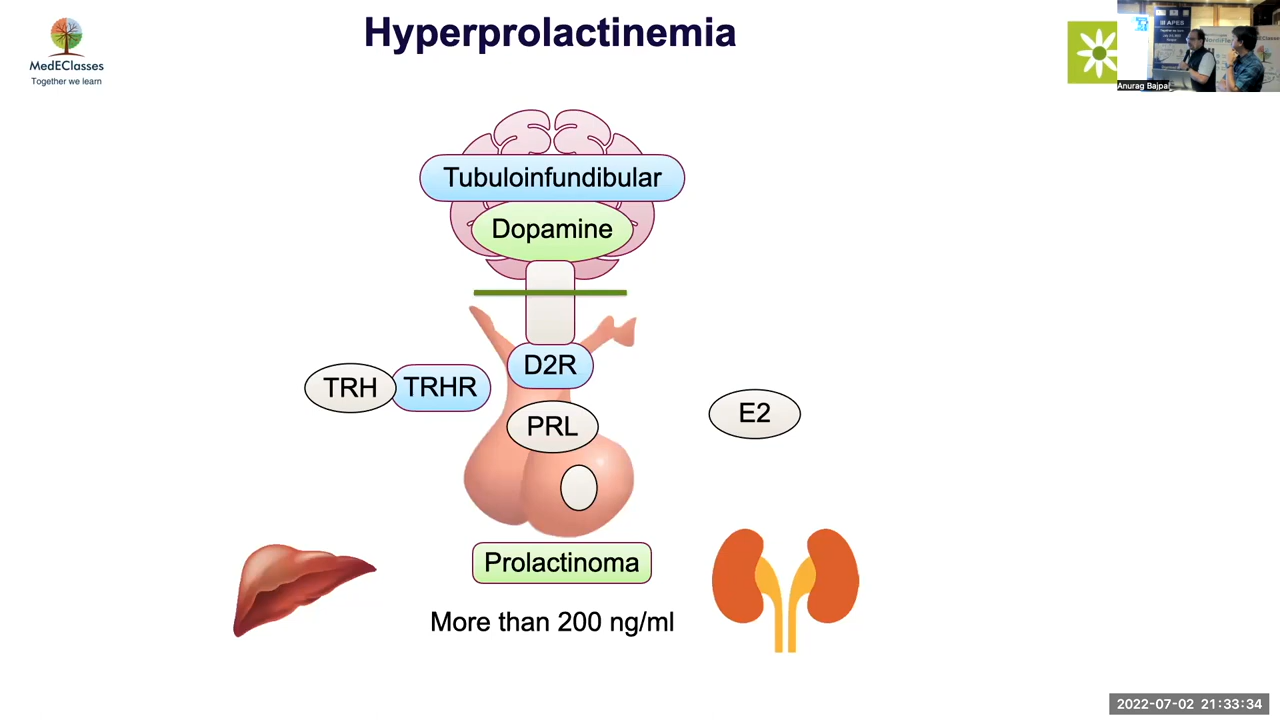 Hyperprolactinemia
MedEClasses
Together we learn
APES
Anurag Bajpai
Tubuloinfundibular
Dopamine
D2R
TRH
TRHR
PRL
E2
Prolactinoma
More than 200 ng/ml
2022-07-02 21:33:34